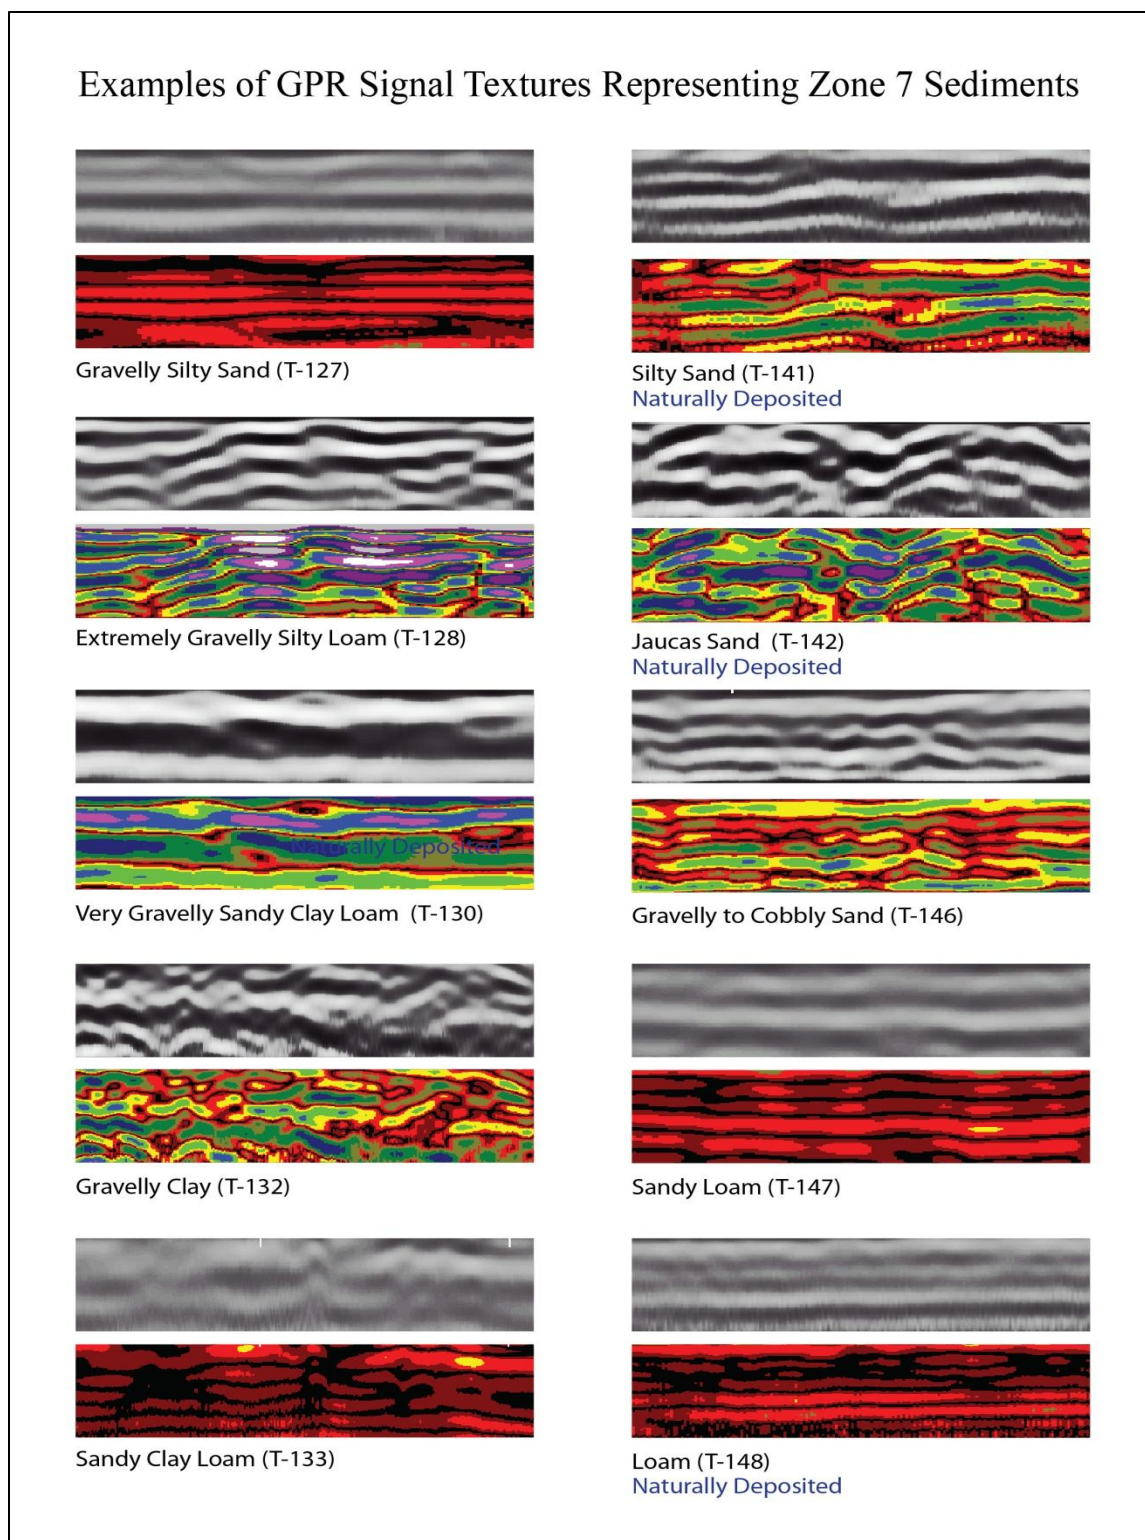 Examples of GPR Signal Textures Representing Zone 7 Sediments
Gravelly Silty Sand (T-127)
Silty Sand (T-141)
Naturally Deposited
Extremely Gravelly Silty Loam (T-128)
Jaucas Sand (T-142)
Naturally Deposited
Naturally Deposited
Very Gravelly Sandy Clay Loam (T-130)
Gravelly to Cobbly Sand (T-146)
Gravelly Clay (T-132)
Sandy Loam (T-147)
Sandy Clay Loam (T-133)
Loam (T-148)
Naturally Deposited